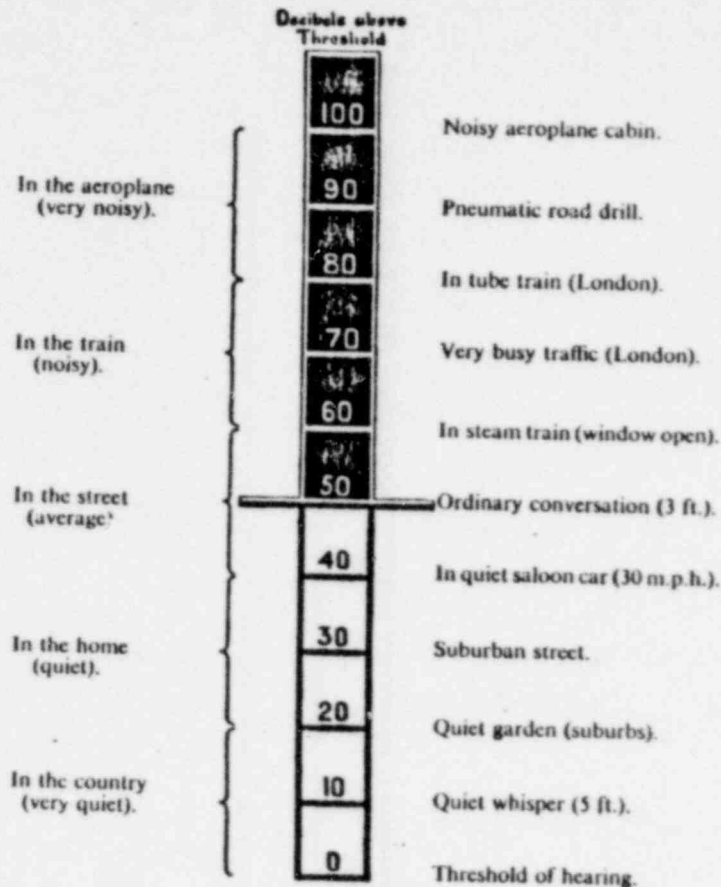 Decibels above
Threshold
100
Noisy aeroplane cabin.
In the aeroplane
(very noisy).
90
Pneumatic road drill.
80
In tube train (London).
In the train
(noisy).
70
Very busy traffic (London).
60
In steam train (window open).
In the street
(average)
50
Ordinary conversation (3 ft.).
40
In quiet saloon car (30 m.p.h.).
In the home
(quiet).
30
Suburban street.
20
Quiet garden (suburbs).
In the country
(very quiet).
10
Quiet whisper (5 ft.).
0
Threshold of hearing.